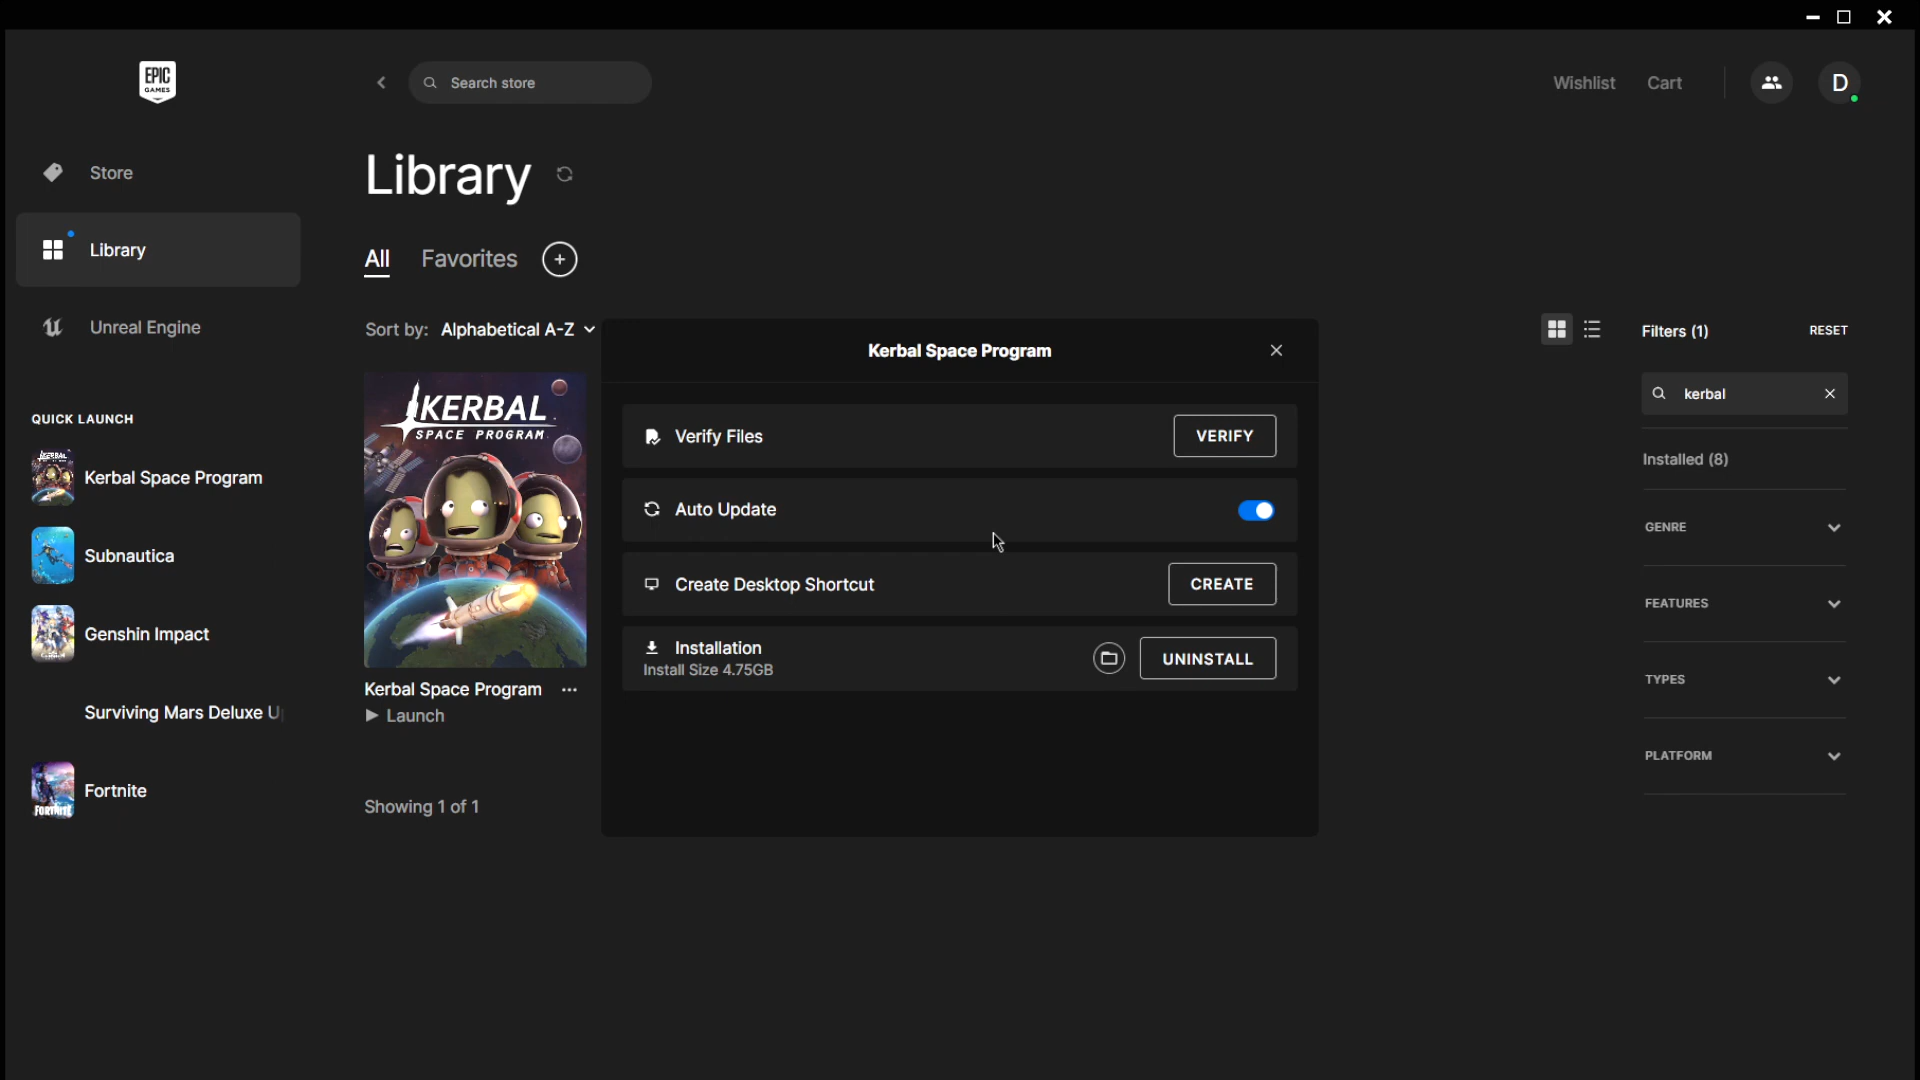 EPIC
GAMES
Search store
Wishlist
Cart
D
Store
Library
Unreal Engine
QUICK LAUNCH
Kerbal Space Program
Subnautica
Genshin Impact
Surviving Mars Deluxe U
FORTNITE
Fortnite
Library
All
Favorites
Sort by: Alphabetical A-Z
KERBAL
SPACE PROGRAM
Kerbal Space Program
Launch
Showing 1 of 1
Kerbal Space Program
Verify Files
VERIFY
Auto Update
Create Desktop Shortcut
CREATE
Installation
Install Size 4.75GB
UNINSTALL
Filters (1)
RESET
kerbal
Installed (8)
GENRE
FEATURES
TYPES
PLATFORM